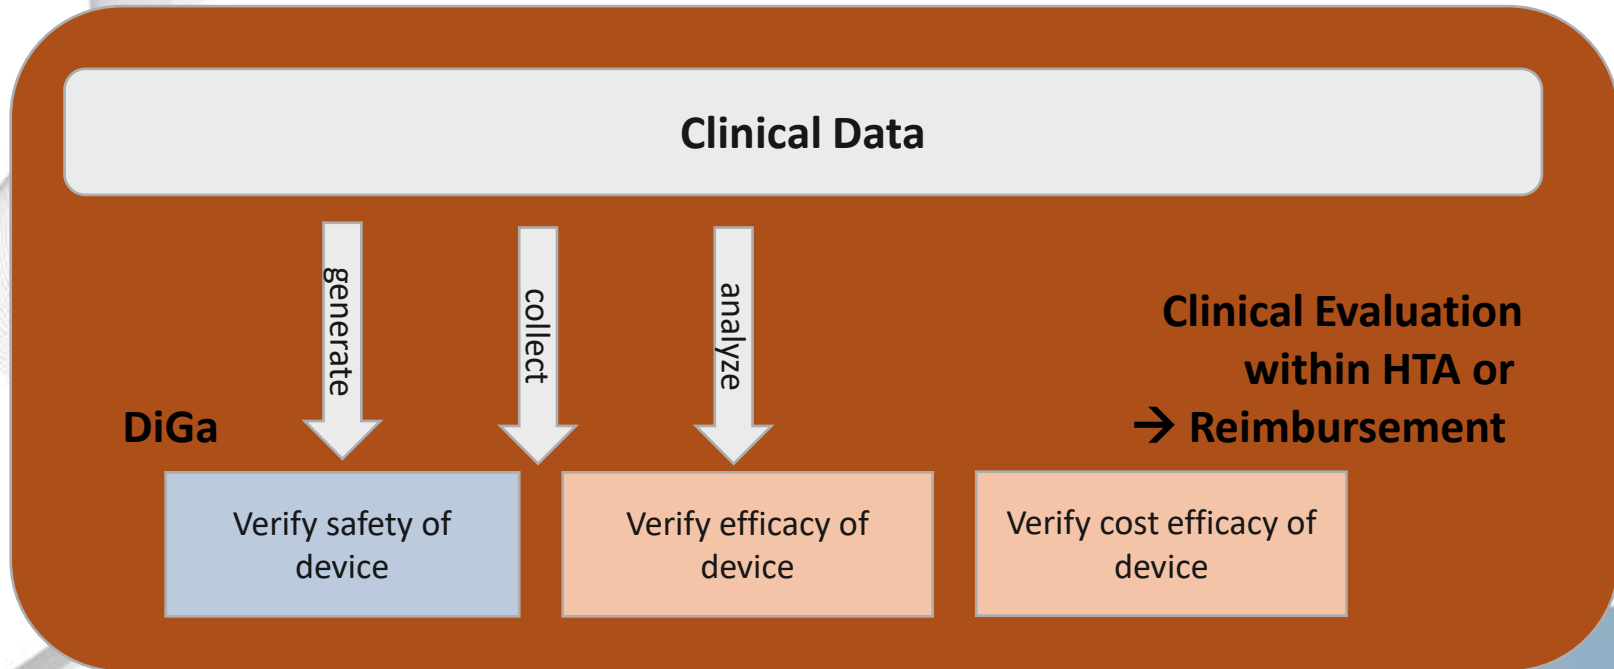 Clinical Data
generate
collect
analyze
Clinical Evaluation
within HTA or
→ Reimbursement
DiGa
Verify safety of
device
Verify efficacy of
device
Verify cost efficacy of
device